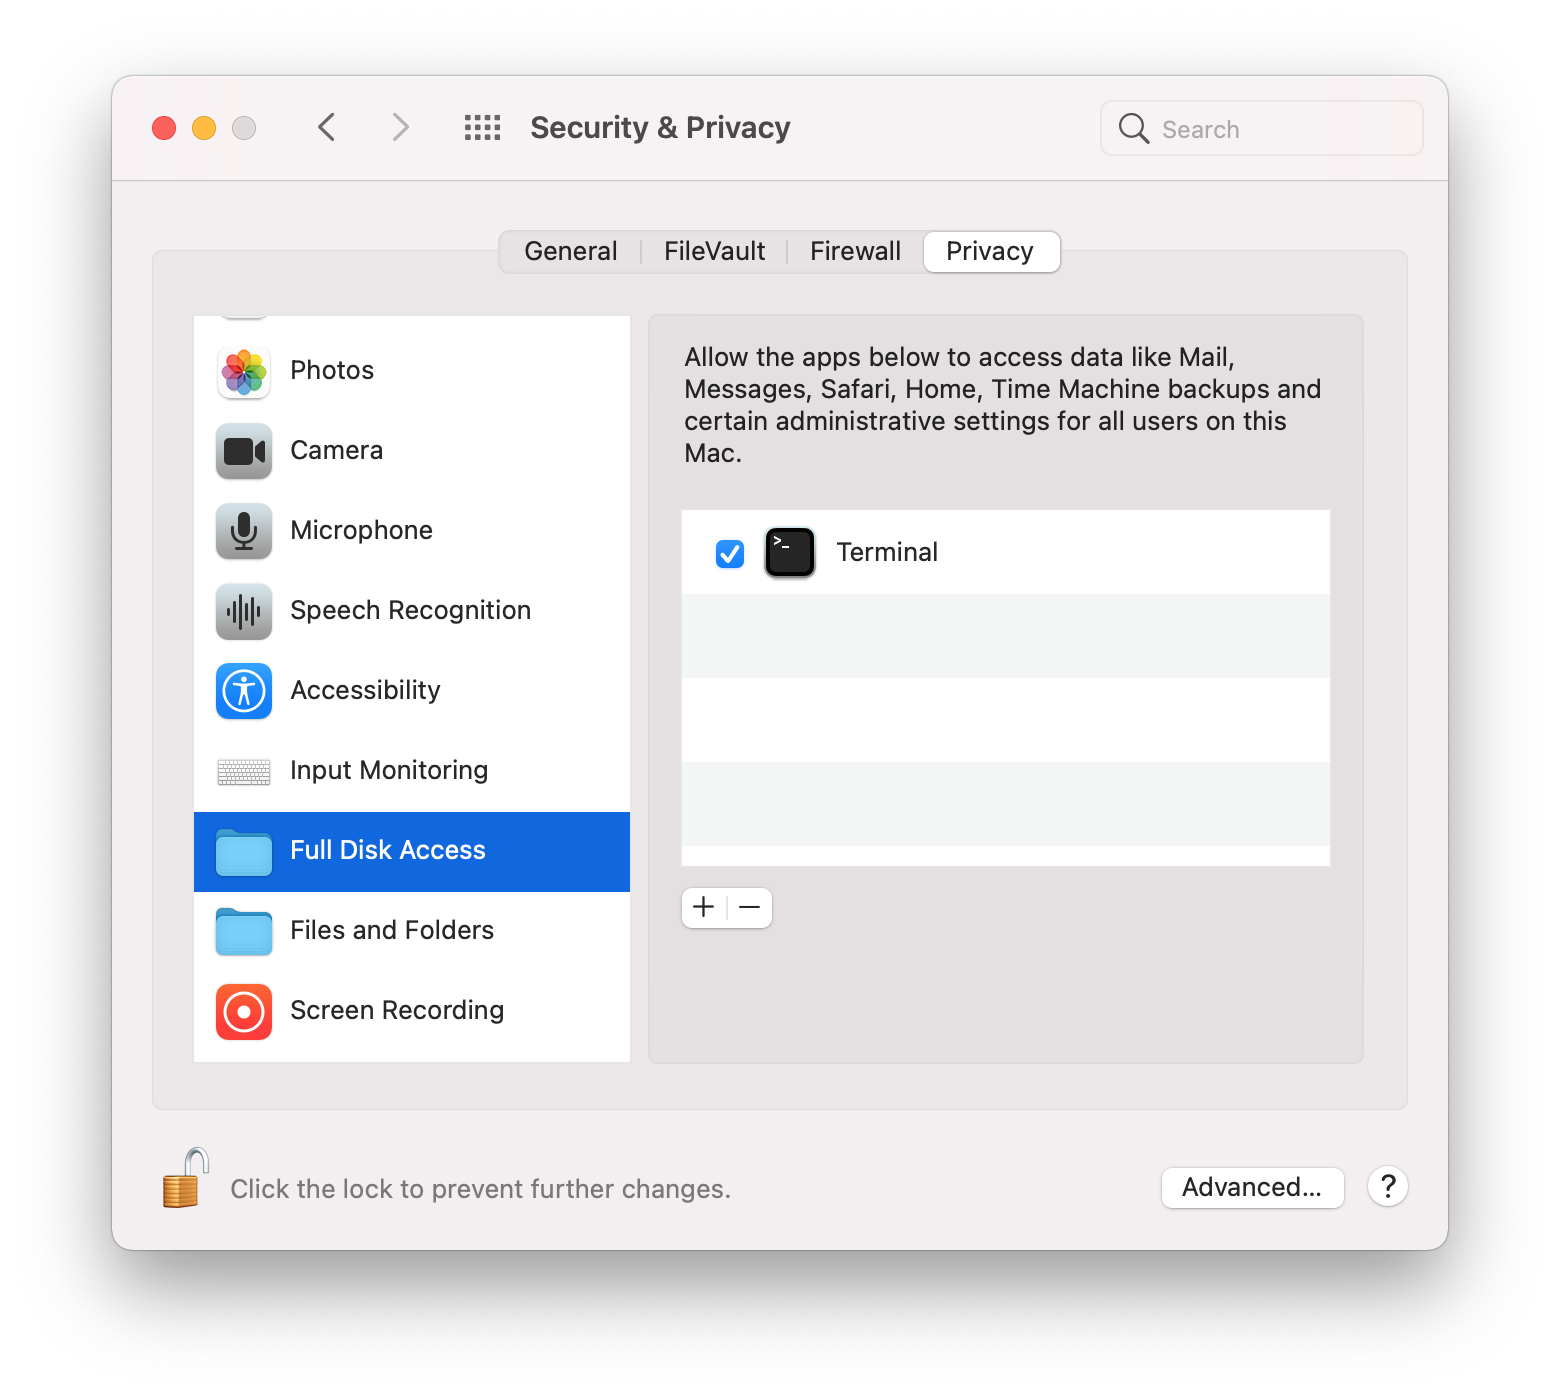 Security & Privacy
Search
General
FileVault
Firewall
Privacy
Photos
Camera
Microphone
Speech Recognition
Accessibility
Input Monitoring
Full Disk Access
Files and Folders
Screen Recording
Allow the apps below to access data like Mail,
Messages, Safari, Home, Time Machine backups and
certain administrative settings for all users on this
Mac.
>_
Terminal
+ −
Click the lock to prevent further changes.
Advanced...
?